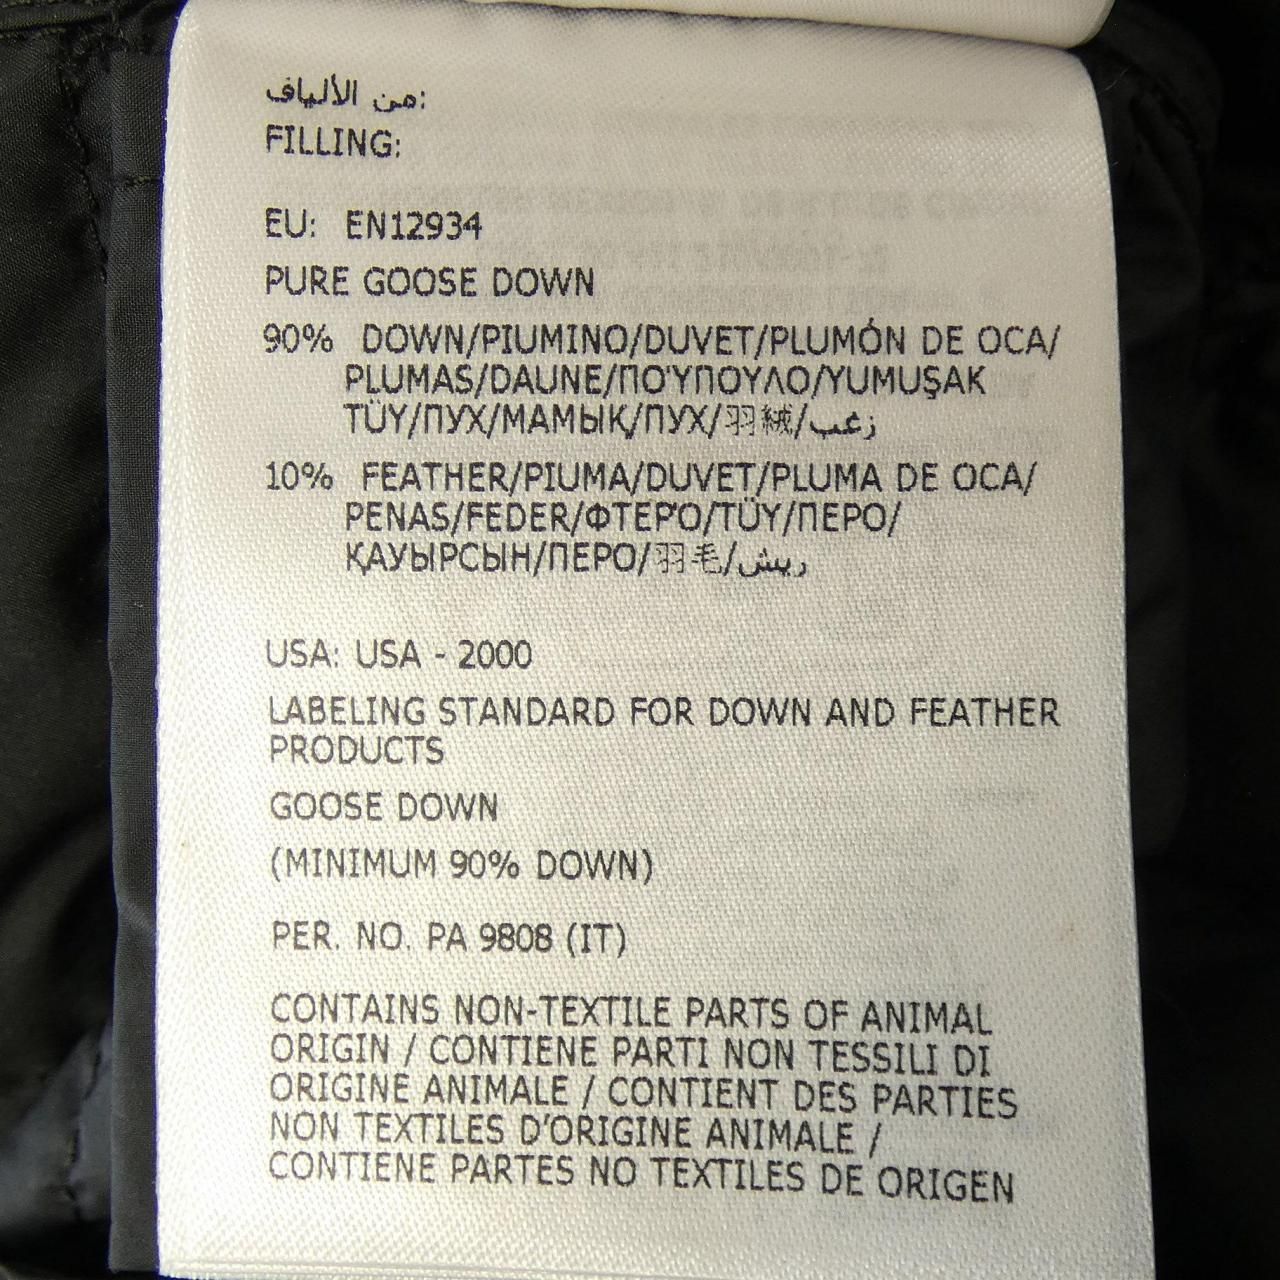 من الألياف:
FILLING:
EU: EN12934
PURE GOOSE DOWN
90% DOWN/PIUMINO/DUVET/PLUMÓN DE OCA/
PLUMAS/DAUNE/ΠΟΎΠΟΥΛΟ/YUMUŞAK
TÜY/ПУХ/МАМЫҚ/ПУХ/羽絨/زغب
10% FEATHER/PIUMA/DUVET/PLUMA DE OCA/
PENAS/FEDER/ΦΤΕΡΌ/TÜY/ПЕРО/
ҚАУЫРСЫН/ПЕРО/羽毛/ريش
USA: USA - 2000
LABELING STANDARD FOR DOWN AND FEATHER
PRODUCTS
GOOSE DOWN
(MINIMUM 90% DOWN)
PER. NO. PA 9808 (IT)
CONTAINS NON-TEXTILE PARTS OF ANIMAL
ORIGIN / CONTIENE PARTI NON TESSILI DI
ORIGINE ANIMALE / CONTIENT DES PARTIES
NON TEXTILES D'ORIGINE ANIMALE /
CONTIENE PARTES NO TEXTILES DE ORIGEN